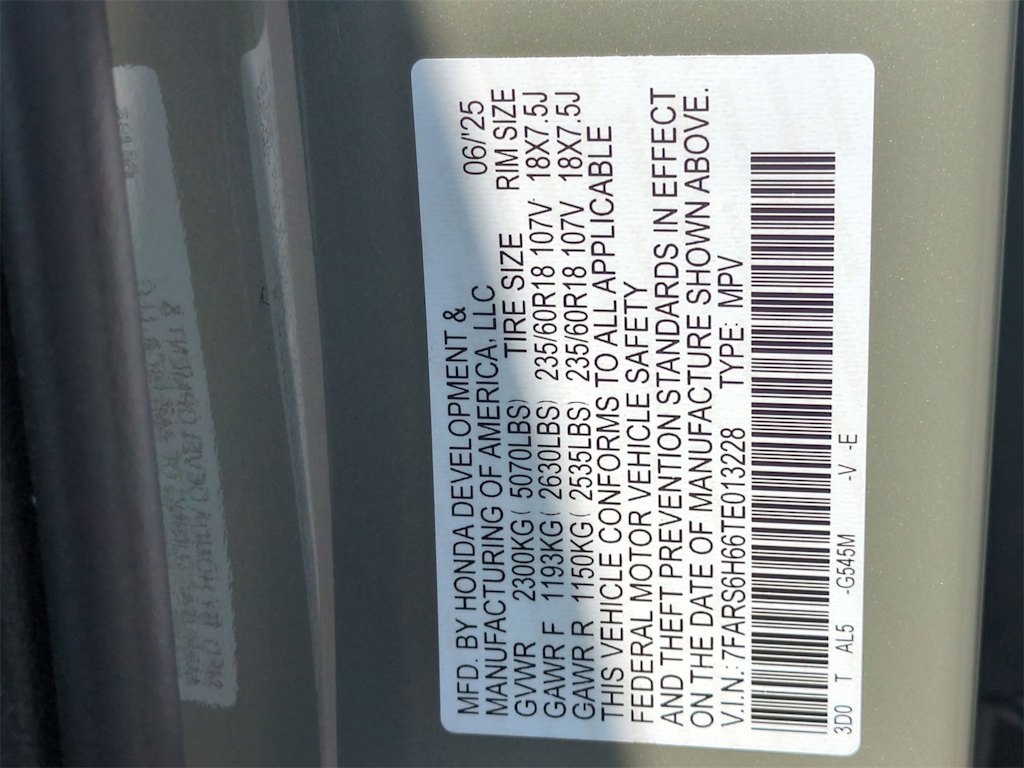 MFD. BY HONDA DEVELOPMENT &
MANUFACTURING OF AMERICA, LLC 06/'25
GVWR 2300KG( 5070LBS) TIRE SIZE RIM SIZE
GAWR F 1193KG( 2630LBS) 235/60R18 107V 18X7.5J
GAWR R 1150KG( 2535LBS) 235/60R18 107V 18X7.5J
THIS VEHICLE CONFORMS TO ALL APPLICABLE
FEDERAL MOTOR VEHICLE SAFETY
AND THEFT PREVENTION STANDARDS IN EFFECT
ON THE DATE OF MANUFACTURE SHOWN ABOVE.
V.I.N.: 7FARS6H66TE013228 TYPE: MPV
3D0 T AL5 -G545M -V -E